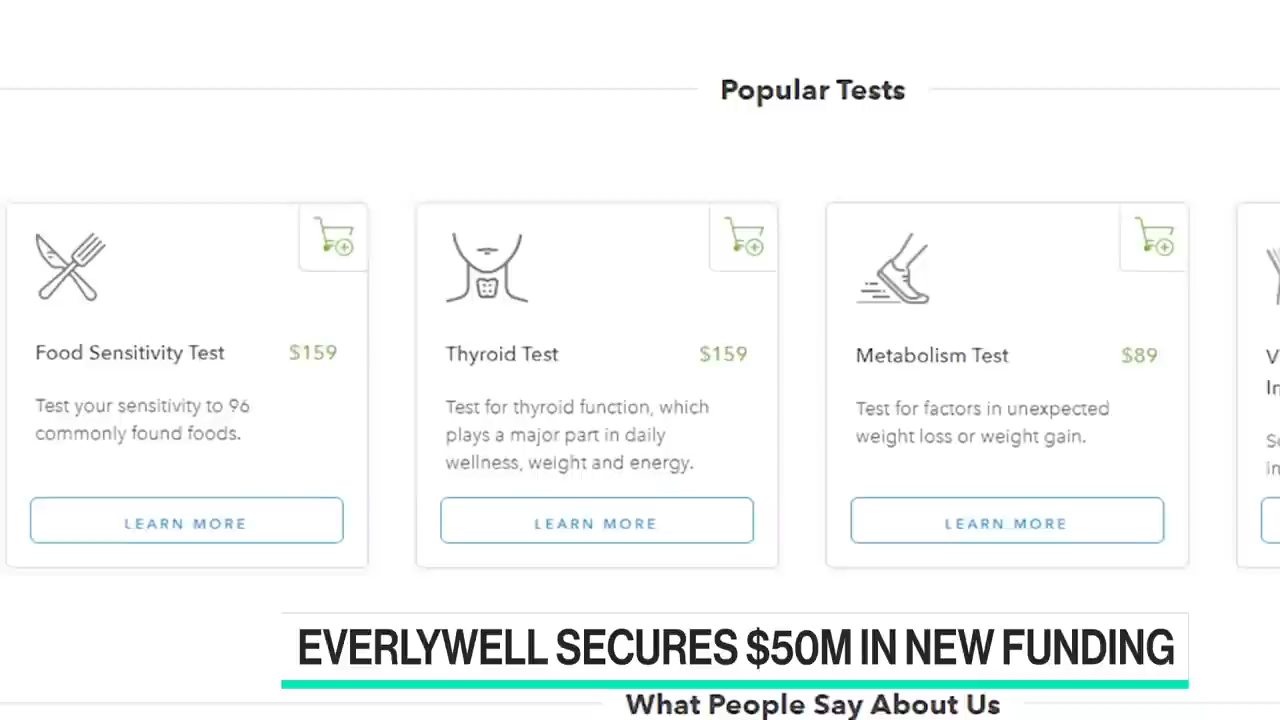 Popular Tests
Food Sensitivity Test $159
Test your sensitivity to 96
commonly found foods.
LEARN MORE
Thyroid Test $159
Test for thyroid function, which
plays a major part in daily
wellness, weight and energy.
LEARN MORE
Metabolism Test $89
Test for factors in unexpected
weight loss or weight gain.
LEARN MORE
EVERLYWELL SECURES $50M IN NEW FUNDING
What People Say About Us